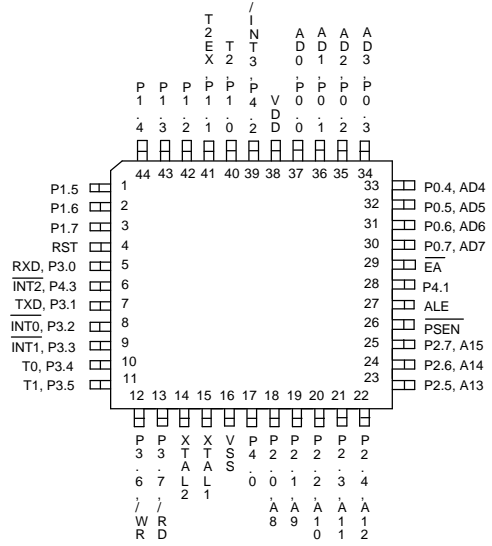 P1.4
P1.3
P1.2
T2EX,P1.1
T2,P1.0
/INT3,P4.2
VDD
AD0,P0.0
AD1,P0.1
AD2,P0.2
AD3,P0.3
44 43 42 41 40 39 38 37 36 35 34
P1.5 1
P1.6 2
P1.7 3
RST 4
RXD, P3.0 5
INT2, P4.3 6
TXD, P3.1 7
INT0, P3.2 8
INT1, P3.3 9
T0, P3.4 10
T1, P3.5 11
33 P0.4, AD4
32 P0.5, AD5
31 P0.6, AD6
30 P0.7, AD7
29 EA
28 P4.1
27 ALE
26 PSEN
25 P2.7, A15
24 P2.6, A14
23 P2.5, A13
12 13 14 15 16 17 18 19 20 21 22
P3.6,/WR
P3.7,/RD
XTAL2
XTAL1
VSS
P4.0
P2.0,A8
P2.1,A9
P2.2,A10
P2.3,A11
P2.4,A12